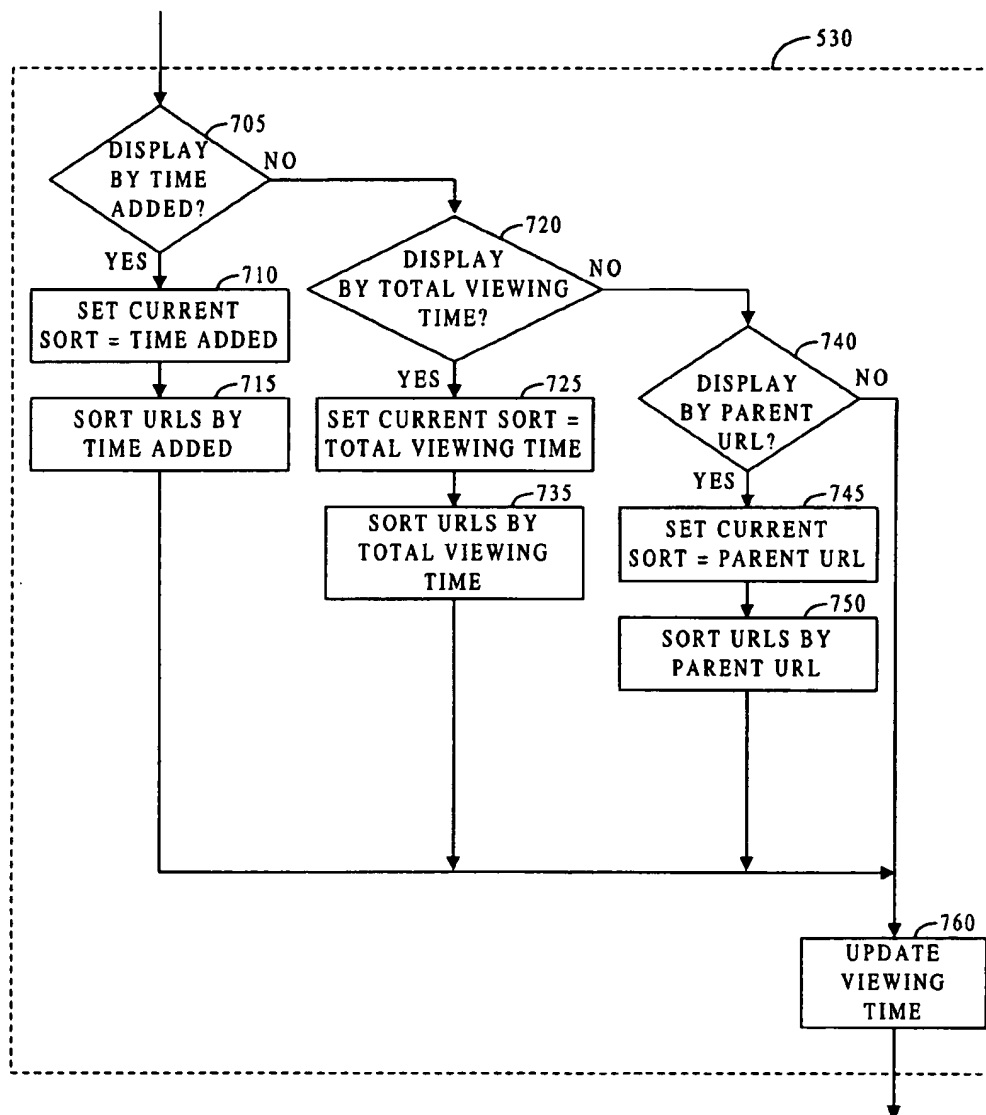 530
705
DISPLAY
BY TIME
ADDED?
NO
YES
710
SET CURRENT
SORT = TIME ADDED
715
SORT URLS BY
TIME ADDED
720
DISPLAY
BY TOTAL VIEWING
TIME?
NO
YES
725
SET CURRENT SORT =
TOTAL VIEWING TIME
735
SORT URLS BY
TOTAL VIEWING
TIME
740
DISPLAY
BY PARENT
URL?
NO
YES
745
SET CURRENT
SORT = PARENT URL
750
SORT URLS BY
PARENT URL
760
UPDATE
VIEWING
TIME